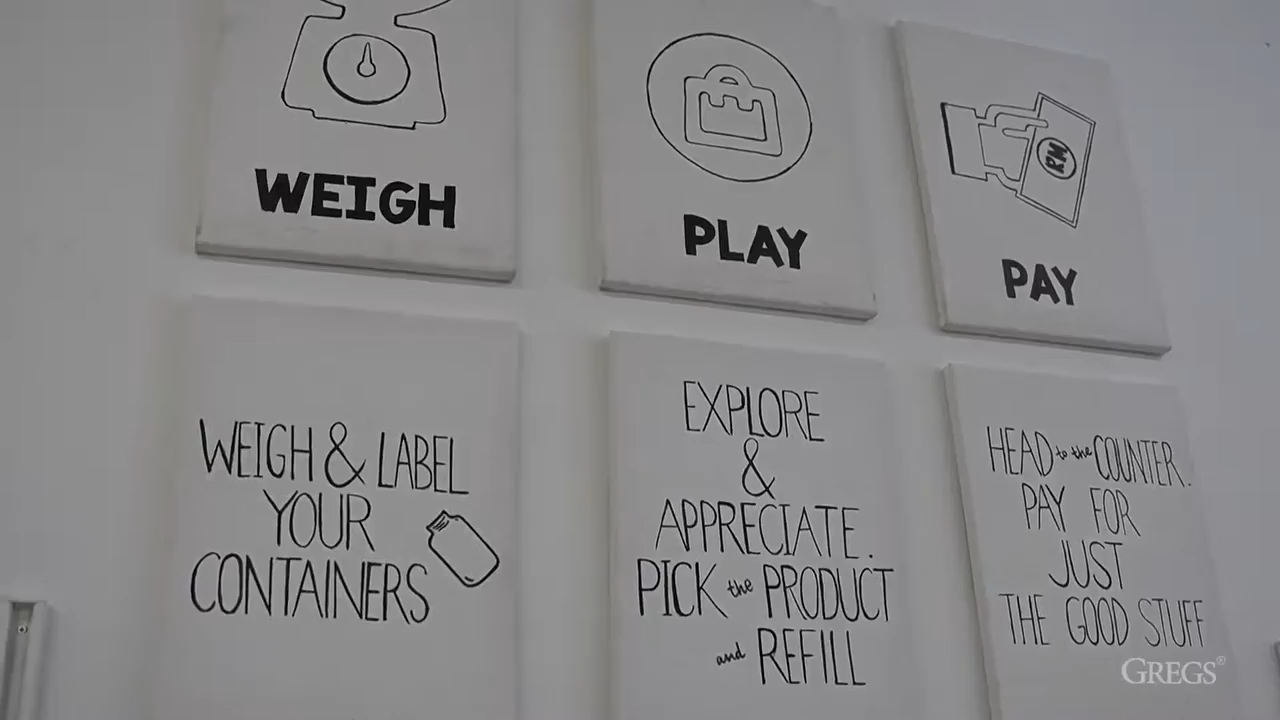 WEIGH
PLAY
RM
PAY
WEIGH & LABEL
YOUR
CONTAINERS
EXPLORE
&
APPRECIATE.
PICK the PRODUCT
and REFILL
HEAD to the COUNTER.
PAY FOR
JUST
THE GOOD STUFF
GREGS®